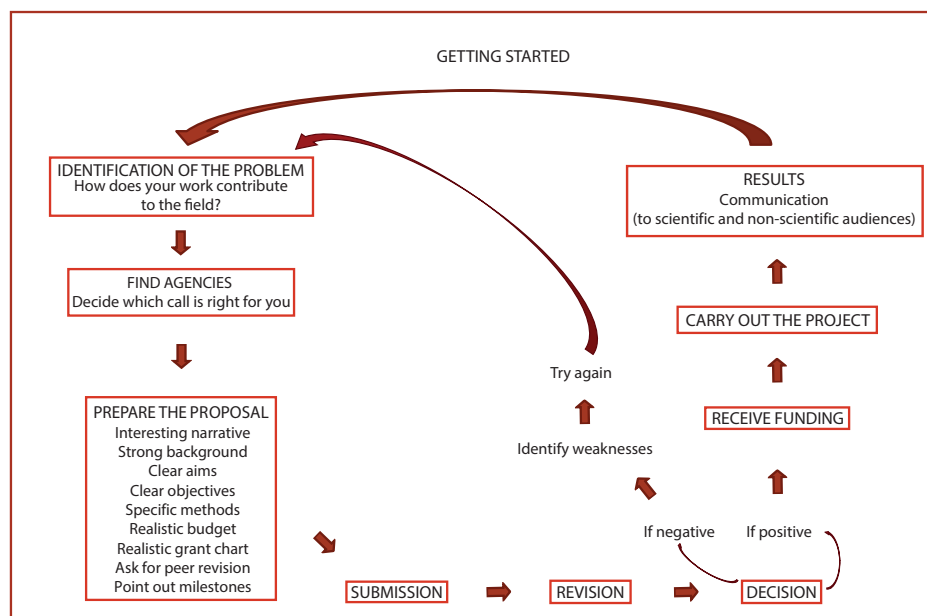 GETTING STARTED
IDENTIFICATION OF THE PROBLEM
How does your work contribute
to the field?
FIND AGENCIES
Decide which call is right for you
PREPARE THE PROPOSAL
Interesting narrative
Strong background
Clear aims
Clear objectives
Specific methods
Realistic budget
Realistic grant chart
Ask for peer revision
Point out milestones
SUBMISSION
REVISION
DECISION
If negative
If positive
Identify weaknesses
Try again
RECEIVE FUNDING
CARRY OUT THE PROJECT
RESULTS
Communication
(to scientific and non-scientific audiences)